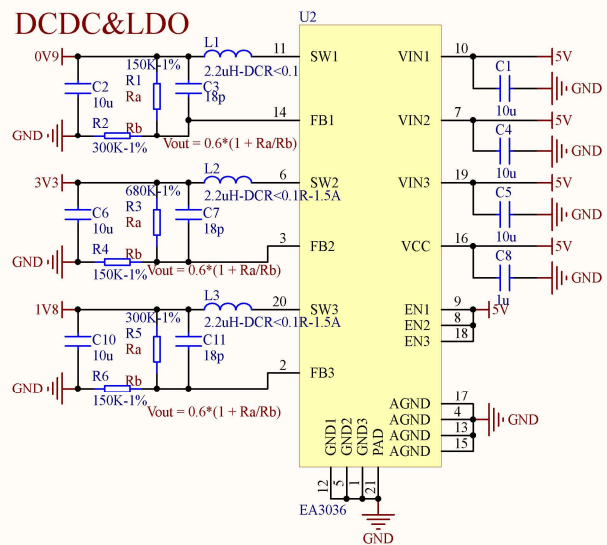 DCDC&LDO
U2
0V9
150K-1%
L1
2.2uH-DCR<0.1
11
SW1
VIN1
10
5V
C2
10u
R1
Ra
C3
18p
C1
10u
GND
GND
R2
Rb
300K-1%
14
FB1
VIN2
7
5V
Vout = 0.6*(1 + Ra/Rb)
C4
10u
GND
3V3
680K-1%
L2
2.2uH-DCR<0.1R-1.5A
6
SW2
VIN3
19
5V
C6
10u
R3
Ra
C7
18p
C5
10u
GND
GND
R4
Rb
150K-1%
3
FB2
VCC
16
5V
Vout = 0.6*(1 + Ra/Rb)
C8
1u
GND
1V8
300K-1%
L3
2.2uH-DCR<0.1R-1.5A
20
SW3
EN1
9
5V
EN2
8
EN3
18
C10
10u
R5
Ra
C11
18p
GND
R6
Rb
150K-1%
2
FB3
Vout = 0.6*(1 + Ra/Rb)
AGND
17
AGND
4
AGND
13
AGND
15
GND
GND1
GND2
GND3
PAD
12
5
1
21
EA3036
GND